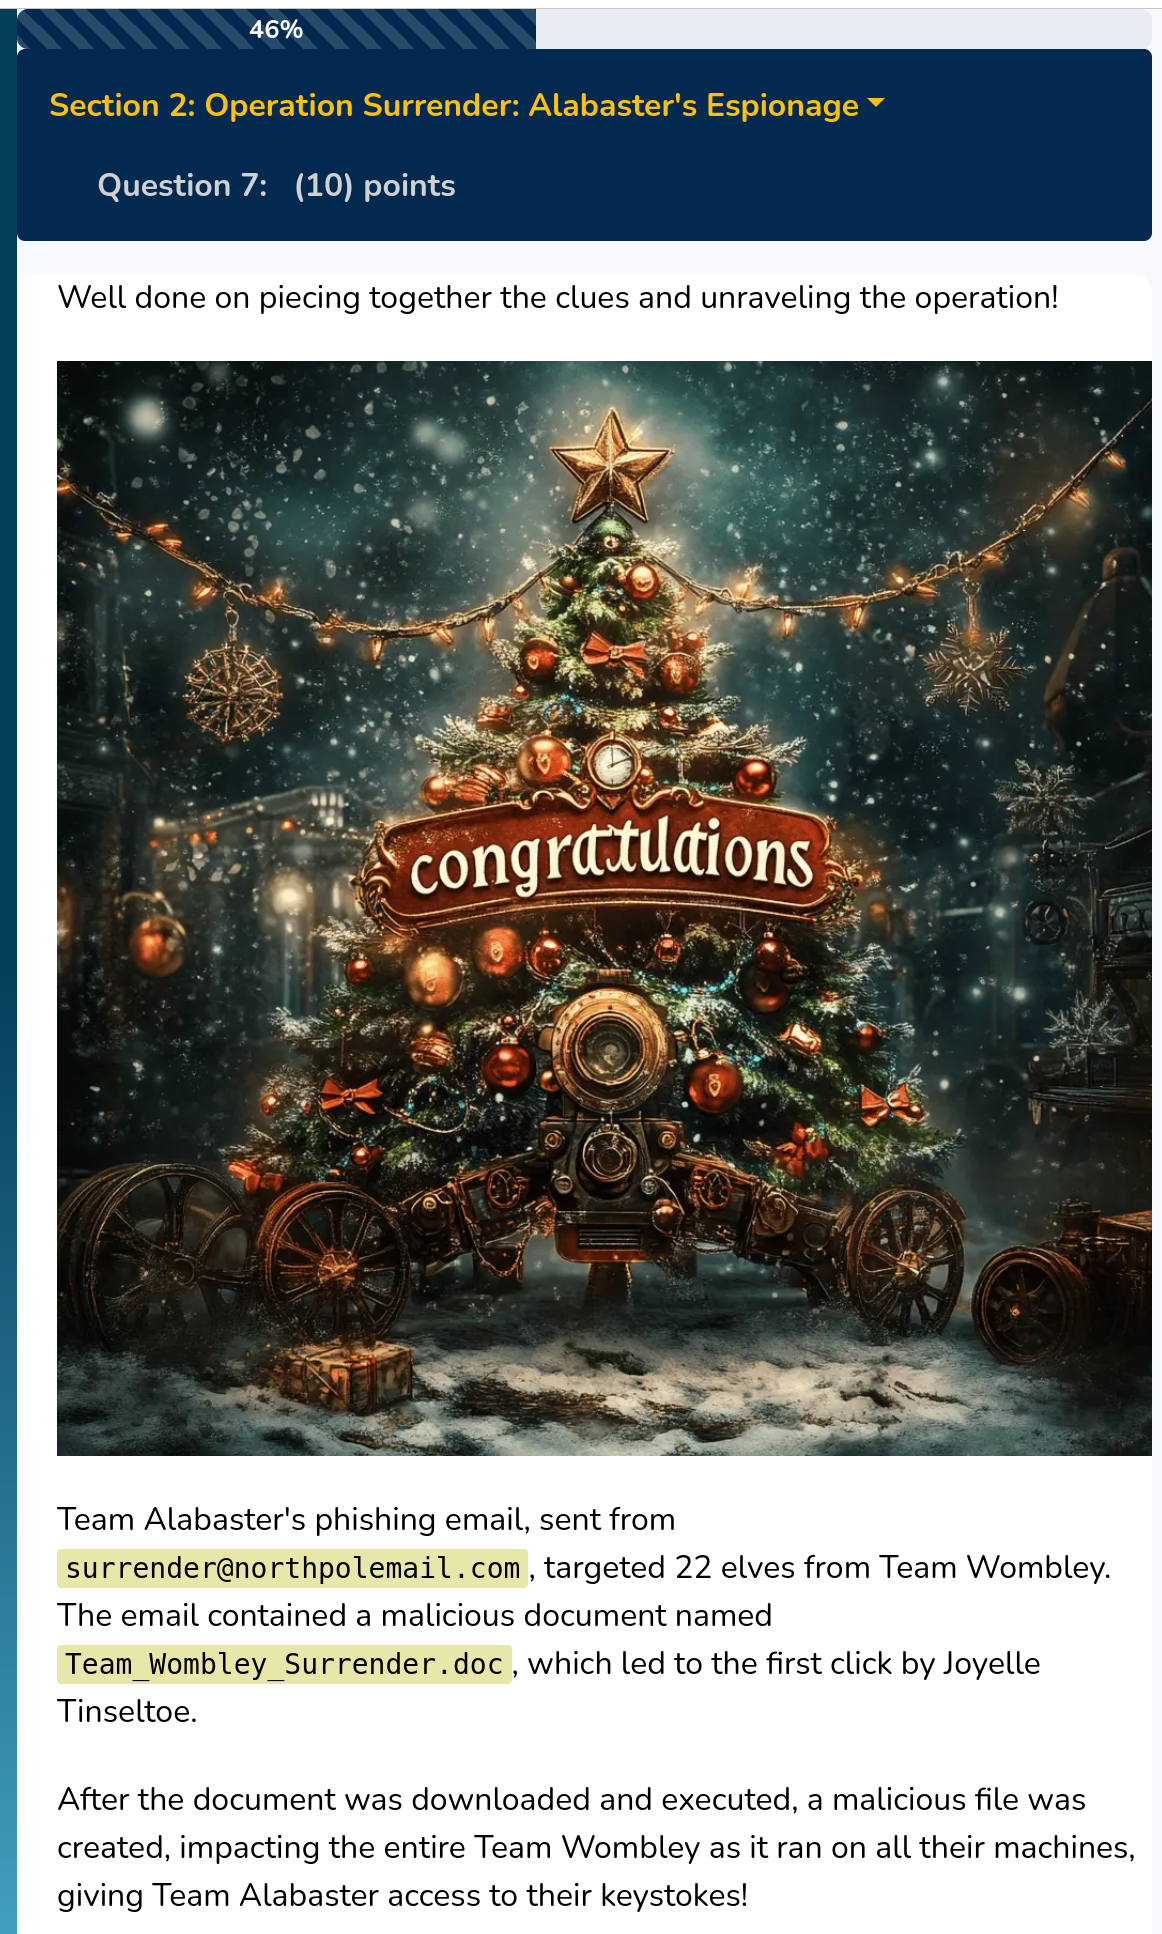 46%
Section 2: Operation Surrender: Alabaster's Espionage
Question 7: (10) points
Well done on piecing together the clues and unraveling the operation!
congrattulations
Team Alabaster's phishing email, sent from
surrender@northpolemail.com, targeted 22 elves from Team Wombley.
The email contained a malicious document named
Team_Wombley_Surrender.doc, which led to the first click by Joyelle
Tinseltoe.
After the document was downloaded and executed, a malicious file was
created, impacting the entire Team Wombley as it ran on all their machines,
giving Team Alabaster access to their keystokes!